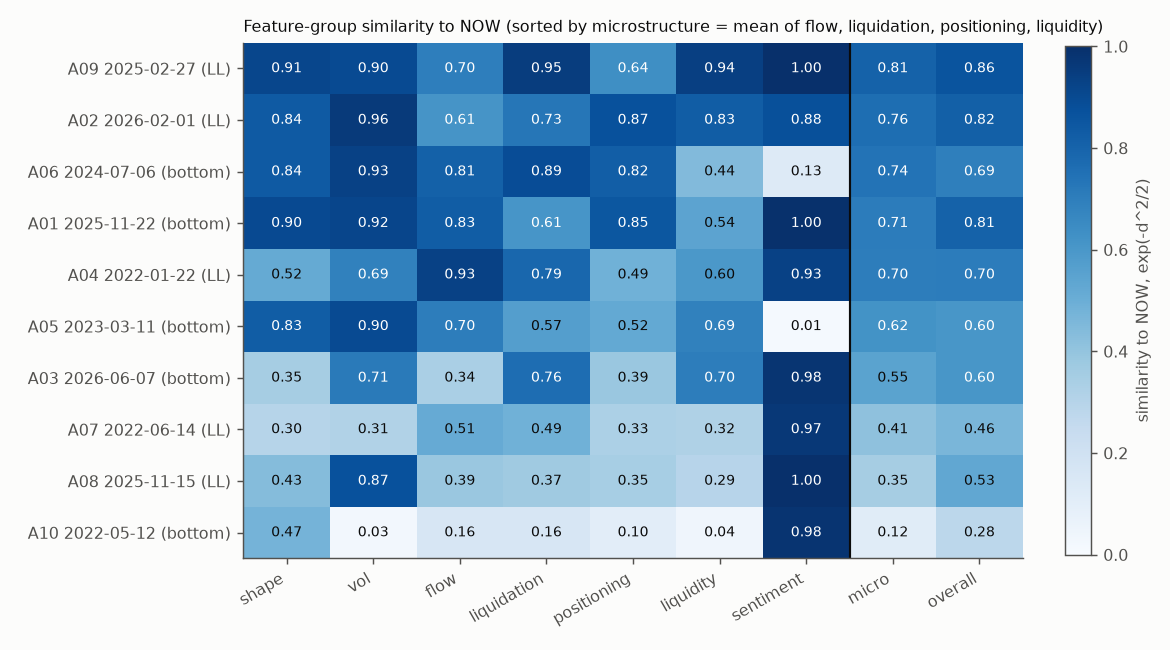 Feature-group similarity to NOW (sorted by microstructure = mean of flow, liquidation, positioning, liquidity)
A09 2025-02-27 (LL) 0.91 0.90 0.70 0.95 0.64 0.94 1.00 0.81 0.86
A02 2026-02-01 (LL) 0.84 0.96 0.61 0.73 0.87 0.83 0.88 0.76 0.82
A06 2024-07-06 (bottom) 0.84 0.93 0.81 0.89 0.82 0.44 0.13 0.74 0.69
A01 2025-11-22 (bottom) 0.90 0.92 0.83 0.61 0.85 0.54 1.00 0.71 0.81
A04 2022-01-22 (LL) 0.52 0.69 0.93 0.79 0.49 0.60 0.93 0.70 0.70
A05 2023-03-11 (bottom) 0.83 0.90 0.70 0.57 0.52 0.69 0.01 0.62 0.60
A03 2026-06-07 (bottom) 0.35 0.71 0.34 0.76 0.39 0.70 0.98 0.55 0.60
A07 2022-06-14 (LL) 0.30 0.31 0.51 0.49 0.33 0.32 0.97 0.41 0.46
A08 2025-11-15 (LL) 0.43 0.87 0.39 0.37 0.35 0.29 1.00 0.35 0.53
A10 2022-05-12 (bottom) 0.47 0.03 0.16 0.16 0.10 0.04 0.98 0.12 0.28
shape vol flow liquidation positioning liquidity sentiment micro overall
1.0
0.8
0.6
0.4
0.2
0.0
similarity to NOW, exp(-d^2/2)